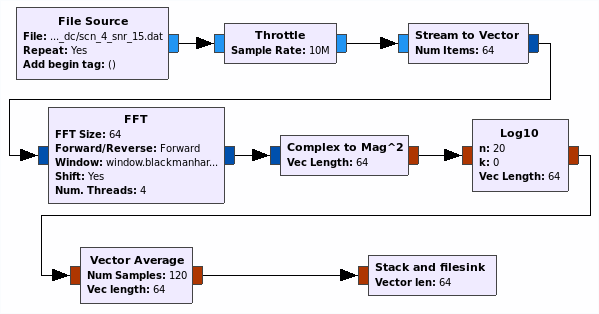 File Source
File: ..._dc/scn_4_snr_15.dat
Repeat: Yes
Add begin tag: ()
Throttle
Sample Rate: 10M
Stream to Vector
Num Items: 64
FFT
FFT Size: 64
Forward/Reverse: Forward
Window: window.blackmanhar...
Shift: Yes
Num. Threads: 4
Complex to Mag^2
Vec Length: 64
Log10
n: 20
k: 0
Vec Length: 64
Vector Average
Num Samples: 120
Vec length: 64
Stack and filesink
Vector len: 64